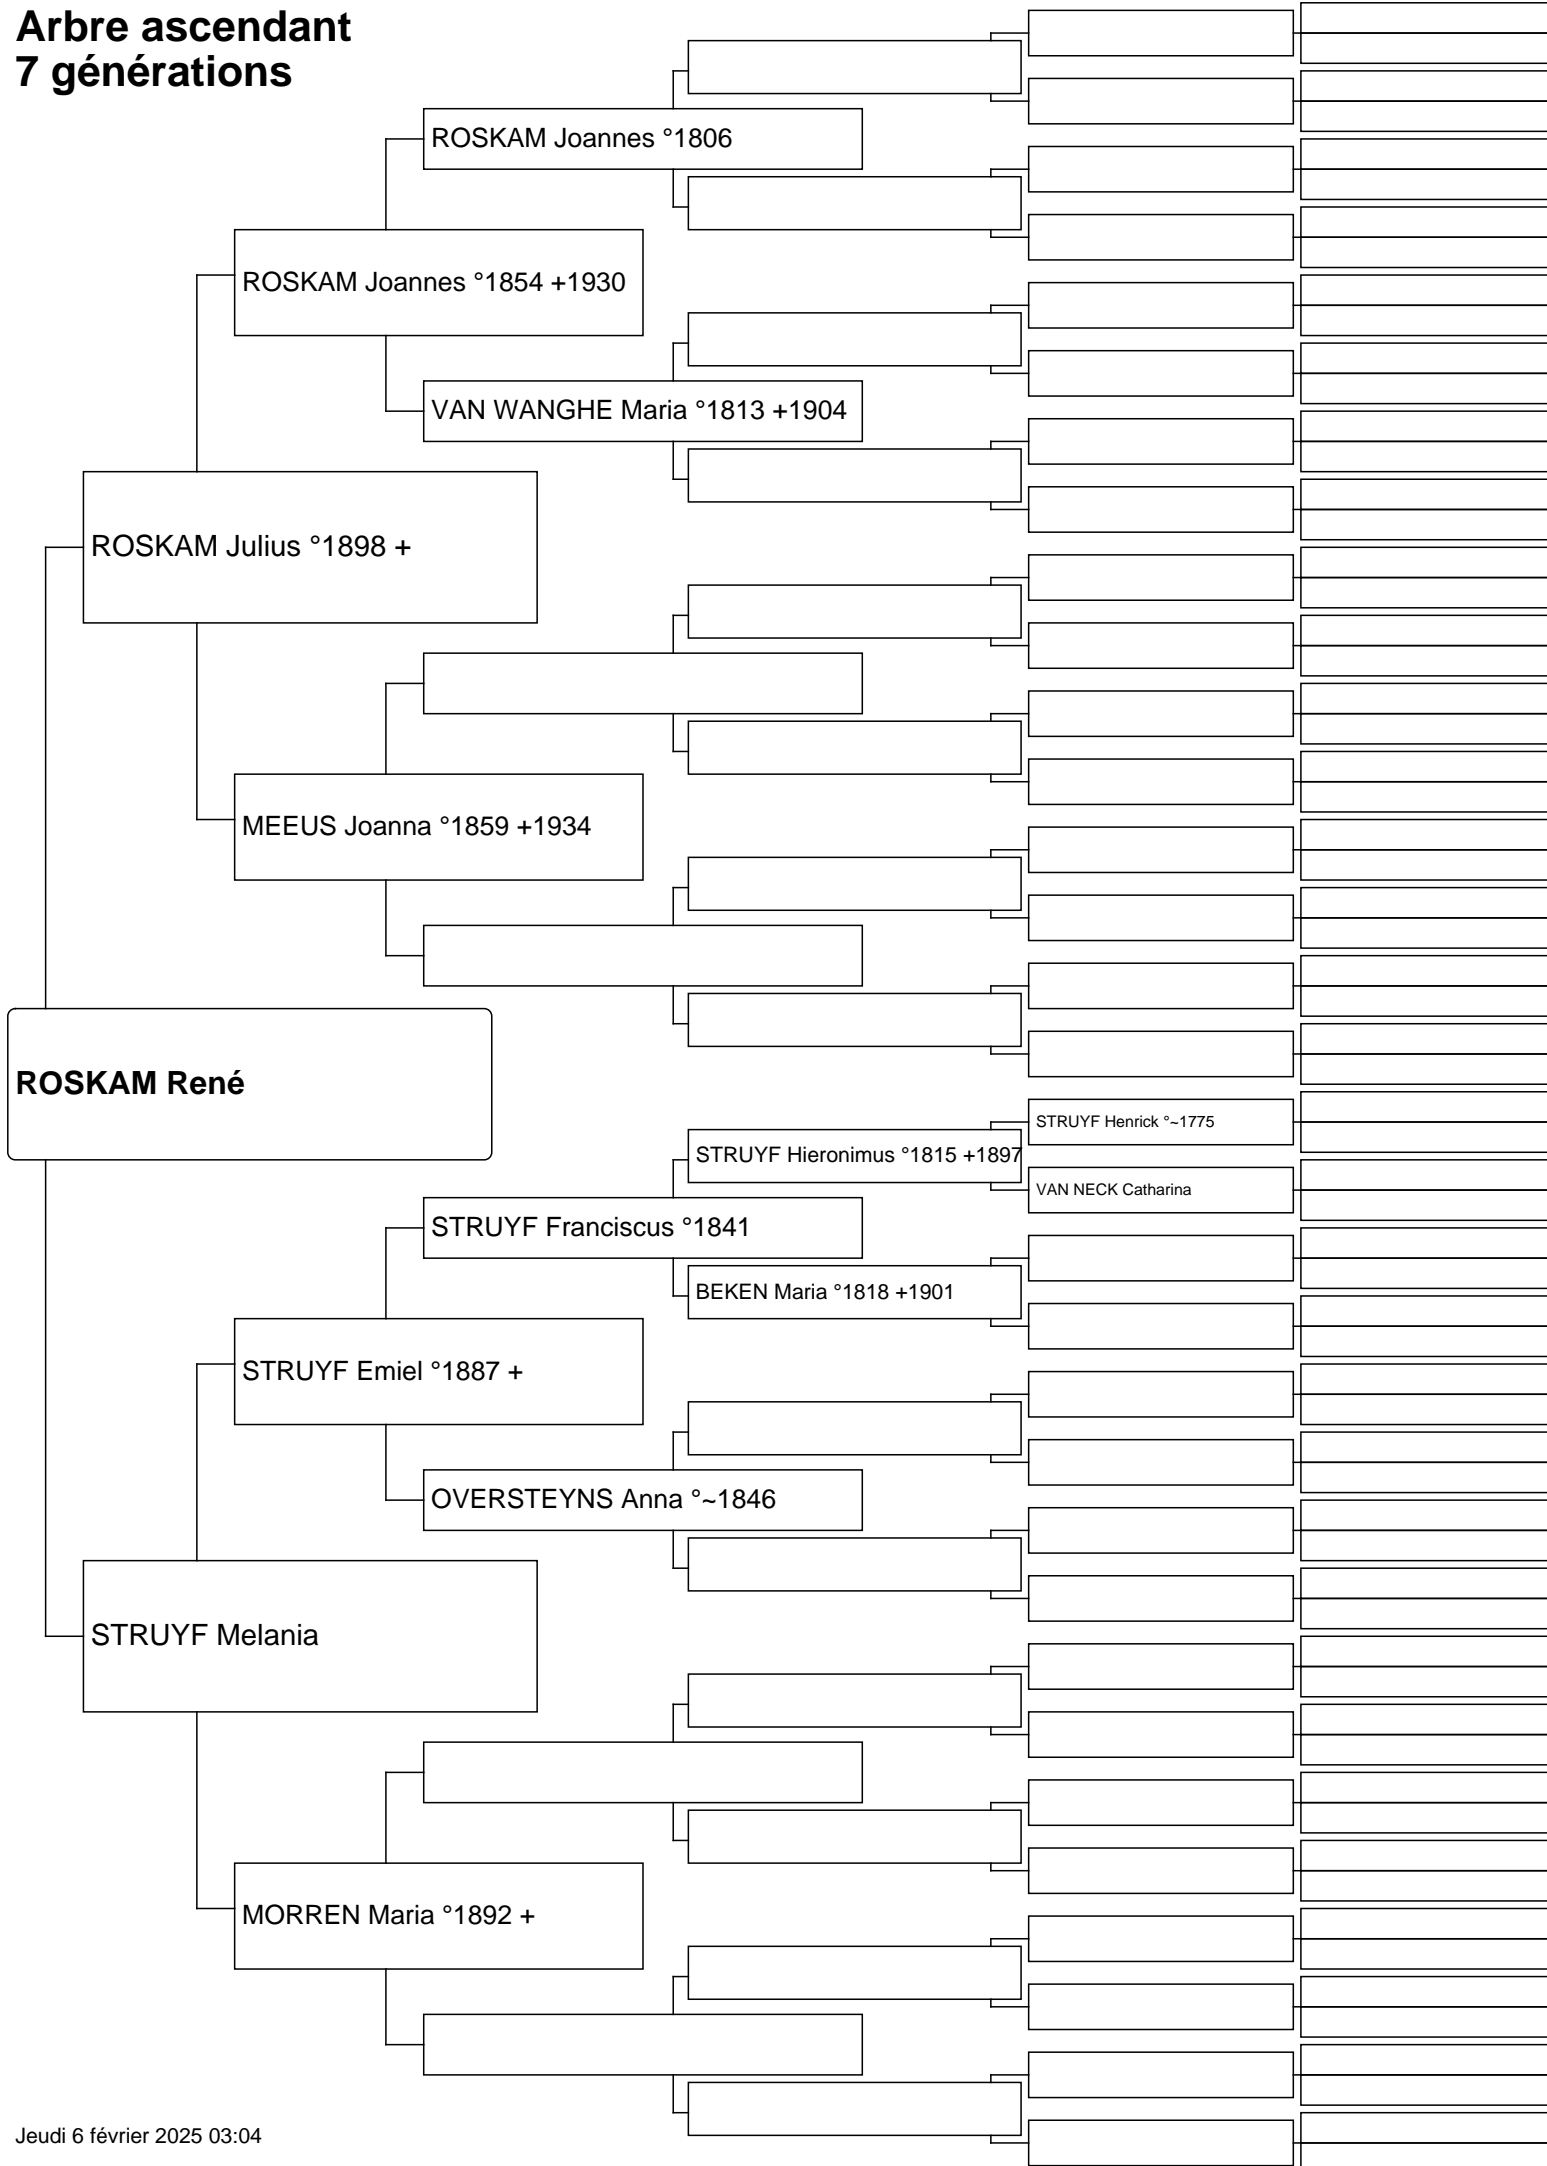 Arbre ascendant
7 générations
ROSKAM Joannes °1806
ROSKAM Joannes °1854 +1930
VAN WANGHE Maria °1813 +1904
ROSKAM Julius °1898 +
MEEUS Joanna °1859 +1934
ROSKAM René
STRUYF Henrick °~1775
STRUYF Hieronimus °1815 +1897
VAN NECK Catharina
STRUYF Franciscus °1841
BEKEN Maria °1818 +1901
STRUYF Emiel °1887 +
OVERSTEYNS Anna °~1846
STRUYF Melania
MORREN Maria °1892 +
Jeudi 6 février 2025 03:04